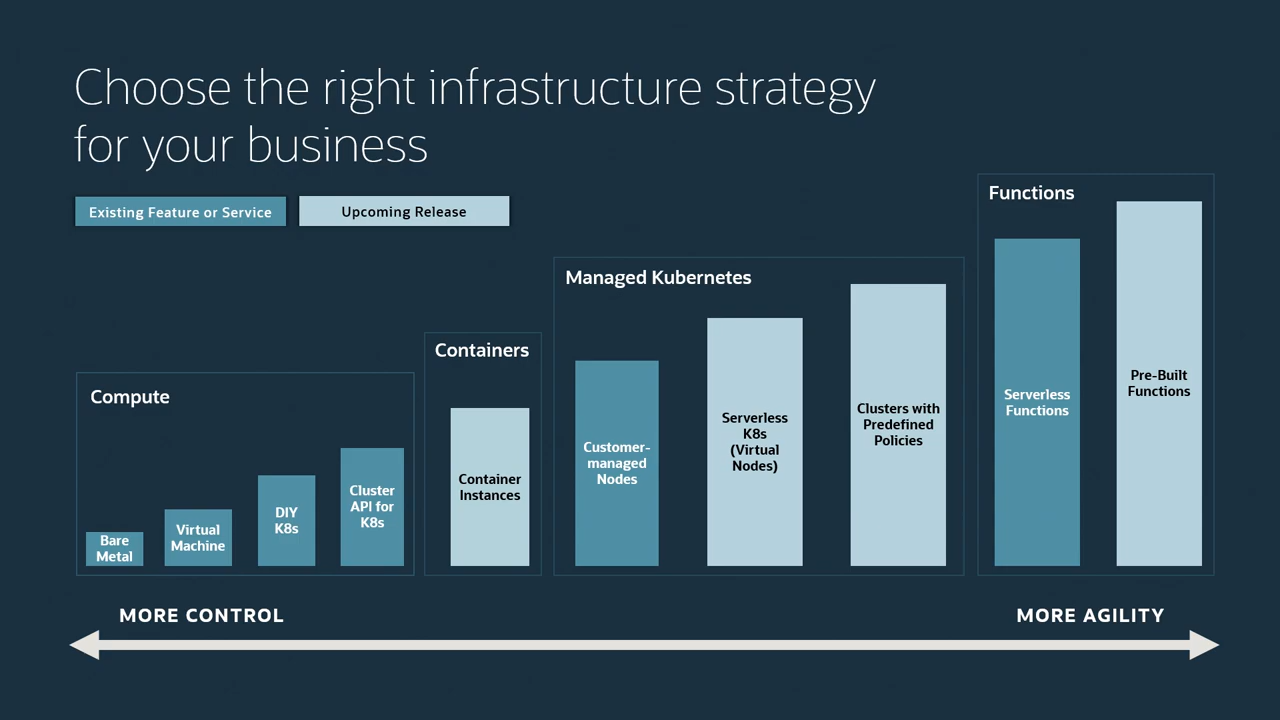 Choose the right infrastructure strategy
for your business
Existing Feature or Service
Upcoming Release
Compute
Bare
Metal
Virtual
Machine
DIY
K8s
Cluster
API for
K8s
Containers
Container
Instances
Managed Kubernetes
Customer-
managed
Nodes
Serverless
K8s
(Virtual
Nodes)
Clusters with
Predefined
Policies
Functions
Serverless
Functions
Pre-Built
Functions
MORE CONTROL
MORE AGILITY